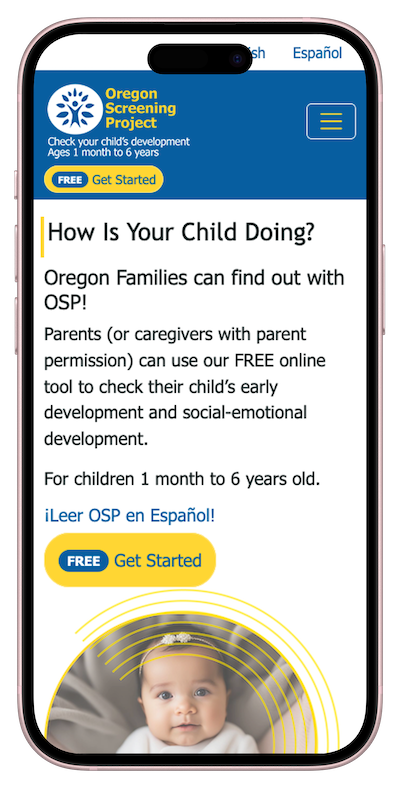 Español
Oregon
Screening
Project
Check your child's development
Ages 1 month to 6 years
FREE Get Started
How Is Your Child Doing?
Oregon Families can find out with
OSP!
Parents (or caregivers with parent
permission) can use our FREE online
tool to check their child's early
development and social-emotional
development.
For children 1 month to 6 years old.
¡Leer OSP en Español!
FREE Get Started